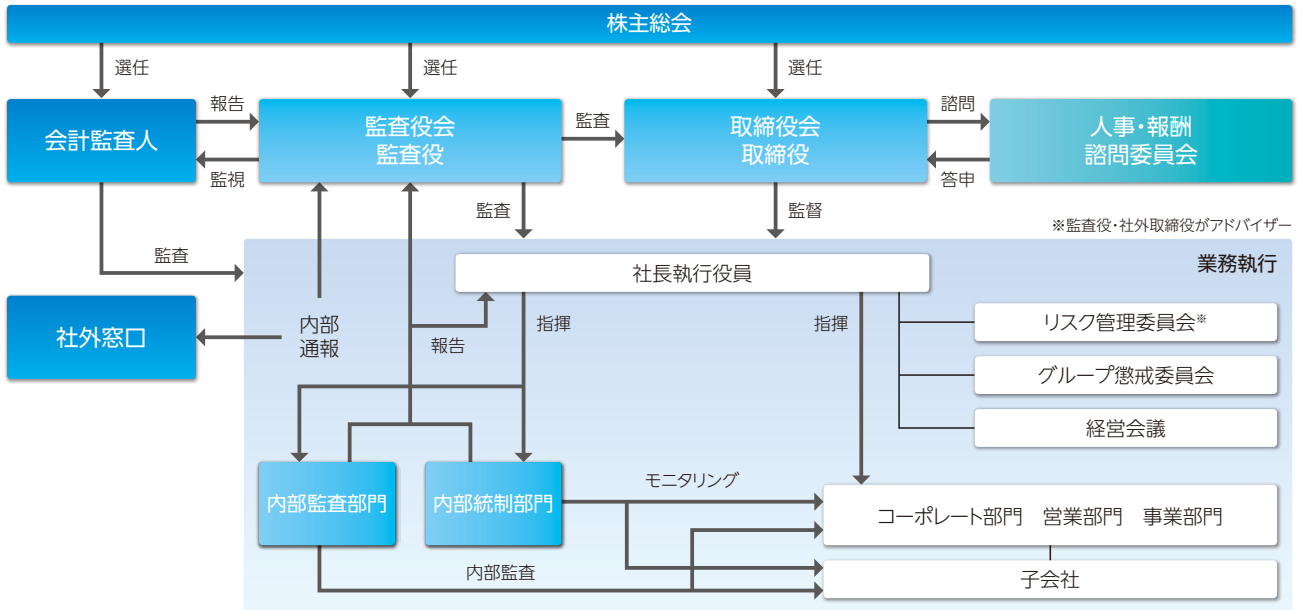 株主総会
選任
選任
選任
会計監査人
報告
監視
監査役会
監査役
監査
取締役会
取締役
諮問
答申
人事・報酬
諮問委員会
監査
監督
※監査役・社外取締役がアドバイザー
監査
業務執行
社長執行役員
社外窓口
内部
通報
報告
指揮
指揮
リスク管理委員会※
グループ懲戒委員会
経営会議
内部監査部門
内部統制部門
モニタリング
コーポレート部門 営業部門 事業部門
内部監査
子会社